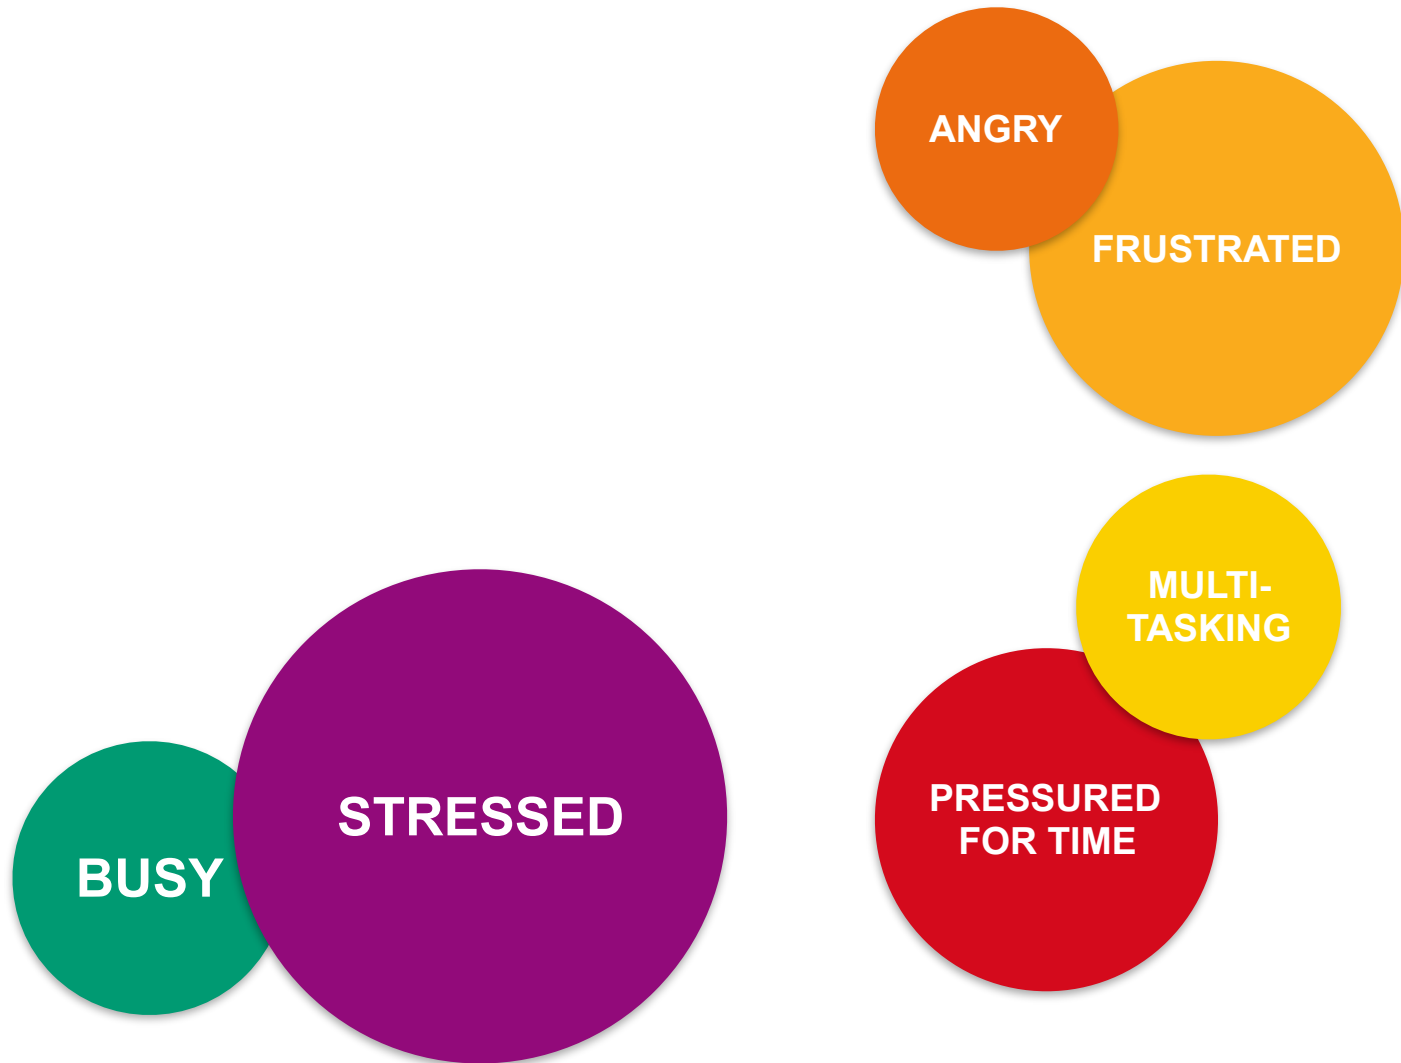 ANGRY
FRUSTRATED
MULTI-
TASKING
PRESSURED
FOR TIME
STRESSED
BUSY